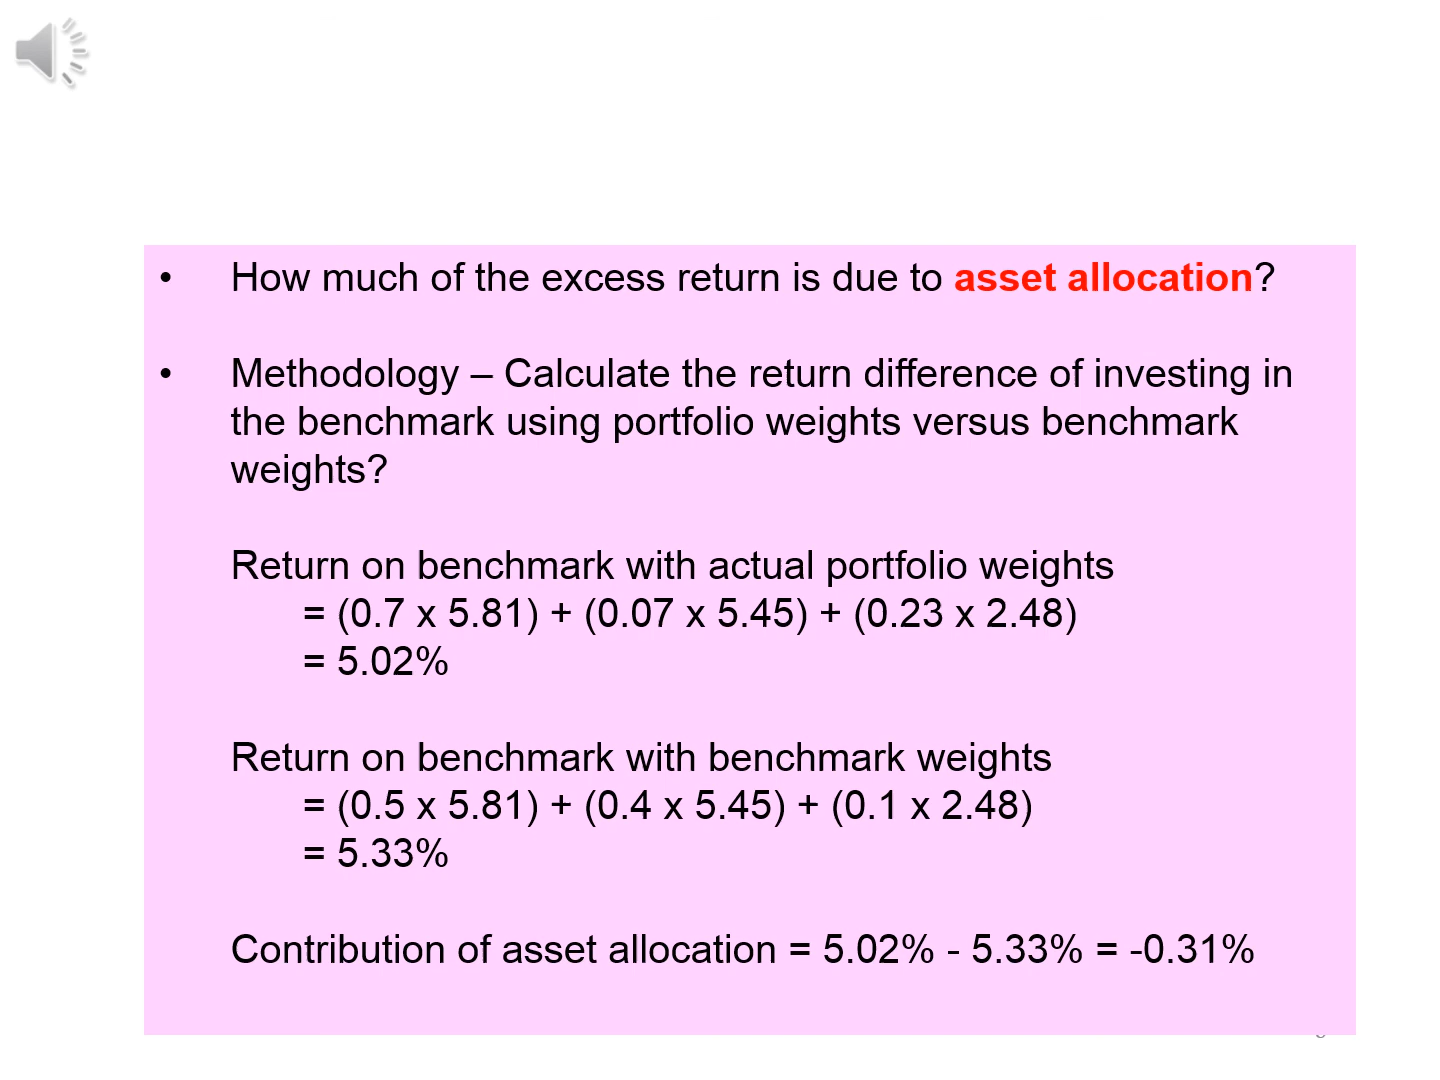 • How much of the excess return is due to asset allocation?
• Methodology – Calculate the return difference of investing in
the benchmark using portfolio weights versus benchmark
weights?
Return on benchmark with actual portfolio weights
= (0.7 x 5.81) + (0.07 x 5.45) + (0.23 x 2.48)
= 5.02%
Return on benchmark with benchmark weights
= (0.5 x 5.81) + (0.4 x 5.45) + (0.1 x 2.48)
= 5.33%
Contribution of asset allocation = 5.02% - 5.33% = -0.31%